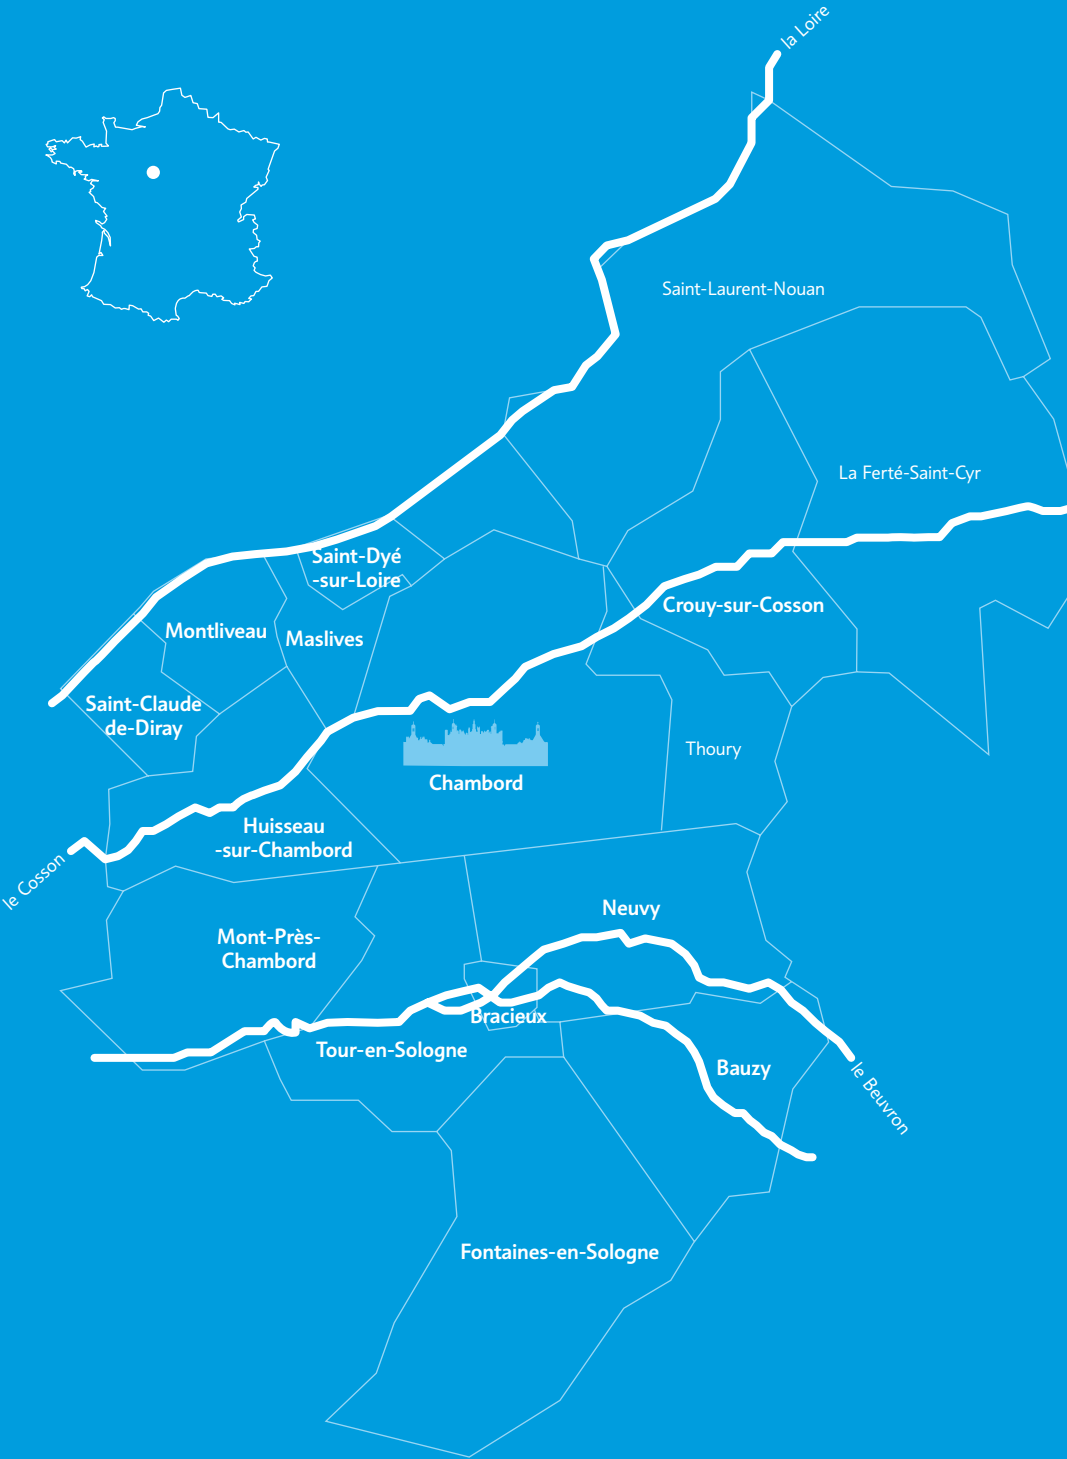 la Loire
Saint-Laurent-Nouan
La Ferté-Saint-Cyr
Saint-Dyé
-sur-Loire
Crouy-sur-Cosson
Montliveau
Maslives
Saint-Claude
de-Diray
Thoury
Chambord
Huisseau
-sur-Chambord
le Cosson
Neuvy
Mont-Près-
Chambord
Bracieux
Tour-en-Sologne
Bauzy
le Beuvron
Fontaines-en-Sologne